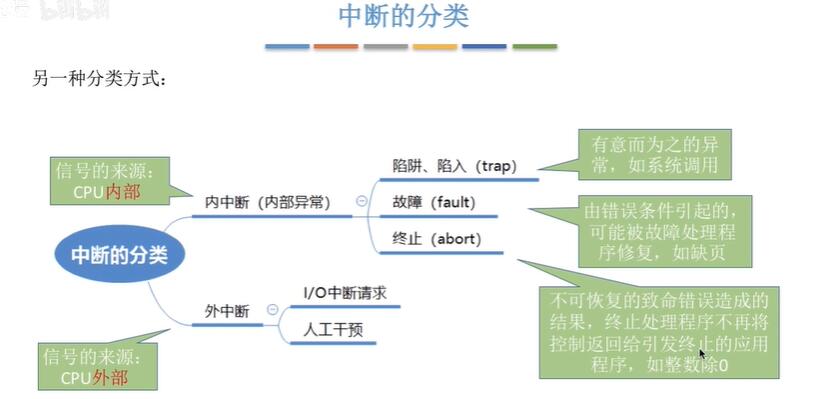 bilibili
中断的分类
另一种分类方式：
有意而为之的异
常，如系统调用
信号的来源：
CPU内部
陷阱、陷入（trap）
内中断（内部异常）
故障（fault）
由错误条件引起的，
可能被故障处理程
序修复，如缺页
终止（abort）
中断的分类
I/O中断请求
外中断
人工干预
不可恢复的致命错误造成的
结果，终止处理程序不再将
控制返回给引发终止的应用
程序，如整数除0
信号的来源：
CPU外部